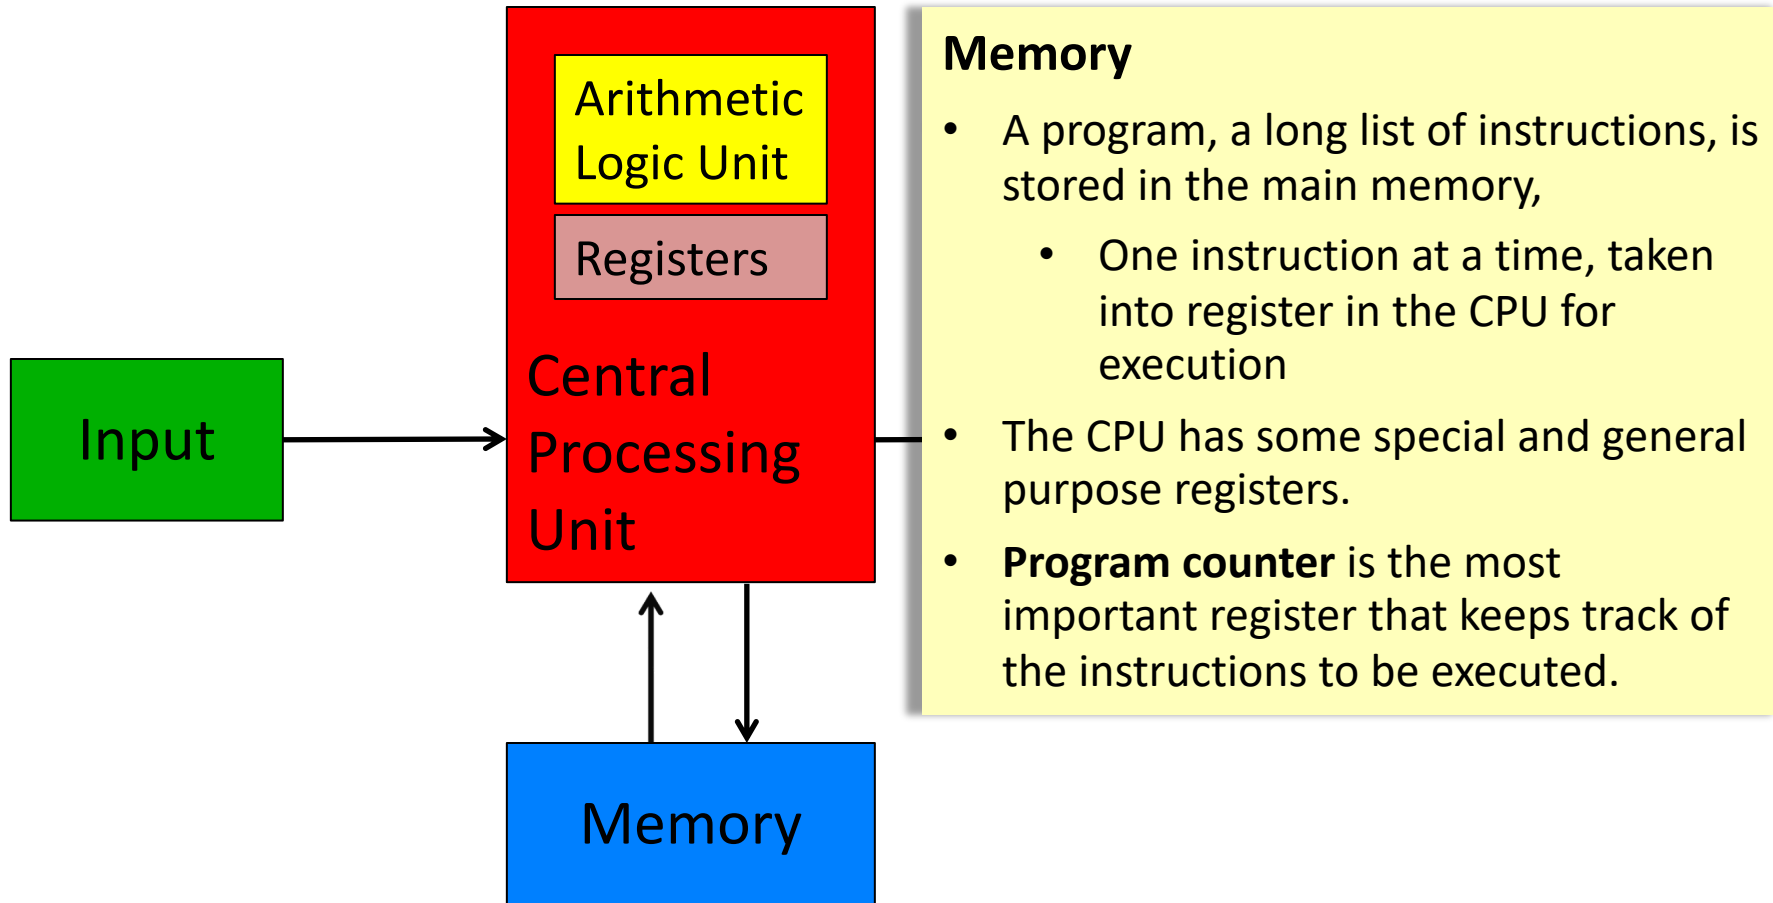 Arithmetic
Logic Unit
Registers
Central
Processing
Unit
Input
Memory
Memory
• A program, a long list of instructions, is
stored in the main memory,
• One instruction at a time, taken
into register in the CPU for
execution
• The CPU has some special and general
purpose registers.
• Program counter is the most
important register that keeps track of
the instructions to be executed.